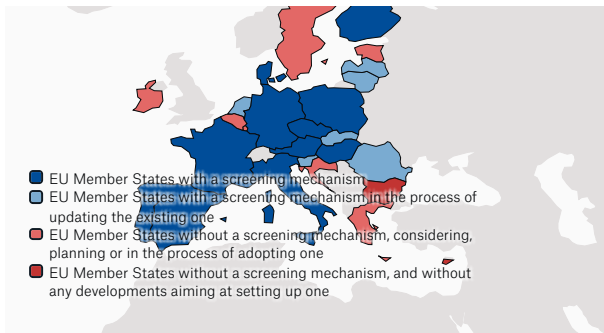 EU Member States with a screening mechanism
EU Member States with a screening mechanism in the process of
updating the existing one
EU Member States without a screening mechanism, considering,
planning or in the process of adopting one
EU Member States without a screening mechanism, and without
any developments aiming at setting up one